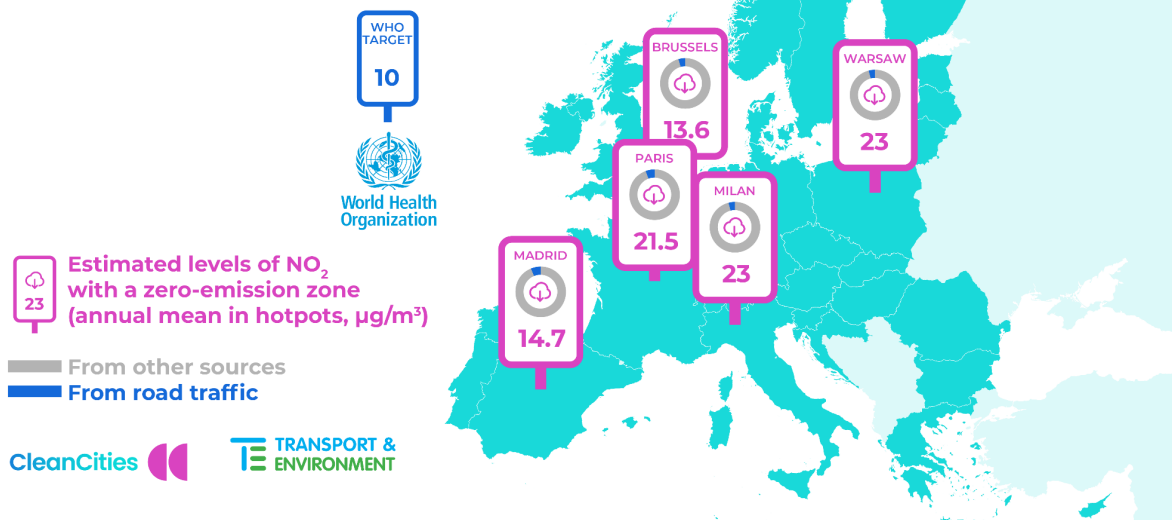 WHO
TARGET
10
World Health
Organization
BRUSSELS
13.6
WARSAW
23
PARIS
21.5
MILAN
23
MADRID
14.7
23
Estimated levels of NO₂
with a zero-emission zone
(annual mean in hotpots, µg/m³)
From other sources
From road traffic
CleanCities
TRANSPORT &
ENVIRONMENT